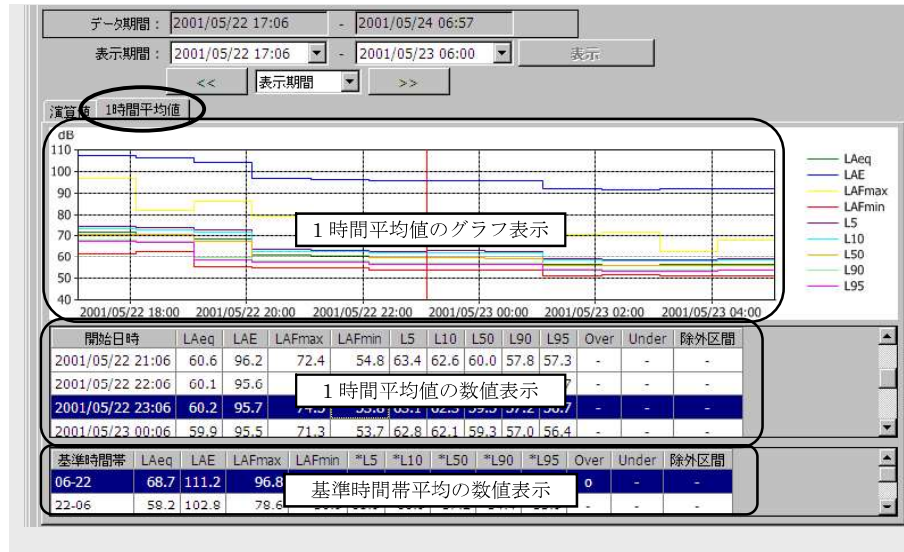 データ期間： 2001/05/22 17:06 - 2001/05/24 06:57
表示期間： 2001/05/22 17:06 - 2001/05/23 06:00 表示
<< 表示期間 >>
演算値 1時間平均値
dB
110
100
90
80
70
60
50
40
2001/05/22 18:00 2001/05/22 20:00 2001/05/22 22:00 2001/05/23 00:00 2001/05/23 02:00 2001/05/23 04:00
LAeq
LAE
LAFmax
LAFmin
L5
L10
L50
L90
L95
1時間平均値のグラフ表示
開始日時 LAeq LAE LAFmax LAFmin L5 L10 L50 L90 L95 Over Under 除外区間
2001/05/22 21:06 60.6 96.2 72.4 54.8 63.4 62.6 60.0 57.8 57.3 - - -
2001/05/22 22:06 60.1 95.6 - - -
1時間平均値の数値表示
2001/05/22 23:06 60.2 95.7 - - -
2001/05/23 00:06 59.9 95.5 71.3 53.7 62.8 62.1 59.3 57.0 56.4 - - -
基準時間帯 LAeq LAE LAFmax LAFmin *L5 *L10 *L50 *L90 *L95 Over Under 除外区間
06-22 68.7 111.2 96.8 o - -
基準時間帯平均の数値表示
22-06 58.2 102.8 78.6 - - -